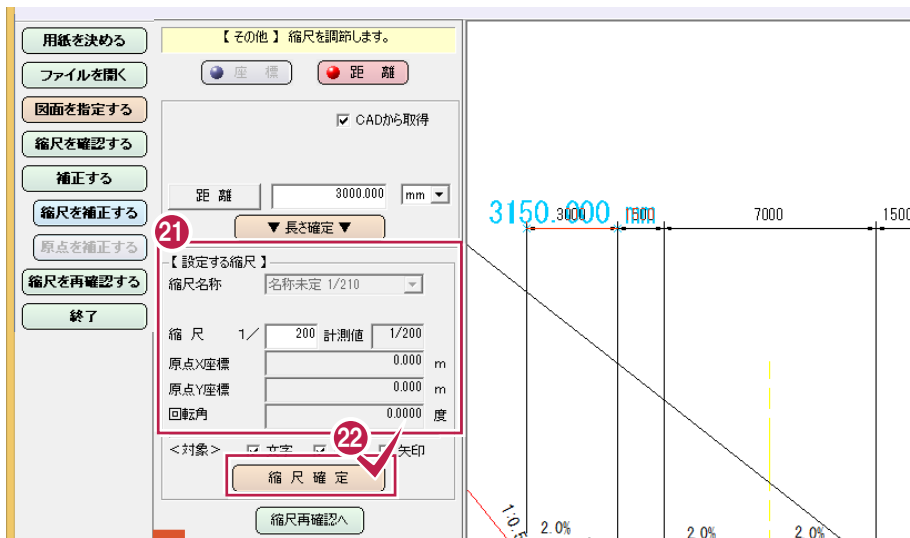 用紙を決める
ファイルを開く
図面を指定する
縮尺を確認する
補正する
縮尺を補正する
原点を補正する
縮尺を再確認する
終了
【 その他 】 縮尺を調節します。
座 標
距 離
CADから取得
距 離 3000.000 mm
▼ 長さ確定 ▼
21
【 設定する縮尺 】
縮尺名称 名称未定 1/210
縮 尺 1/ 200 計測値 1/200
原点X座標 0.000 m
原点Y座標 0.000 m
回転角 0.0000 度
22
<対象> 文字 矢印
縮 尺 確 定
縮尺再確認へ
3150.000 mm
3000
7000
1500
2.0%
2.0%
2.0%